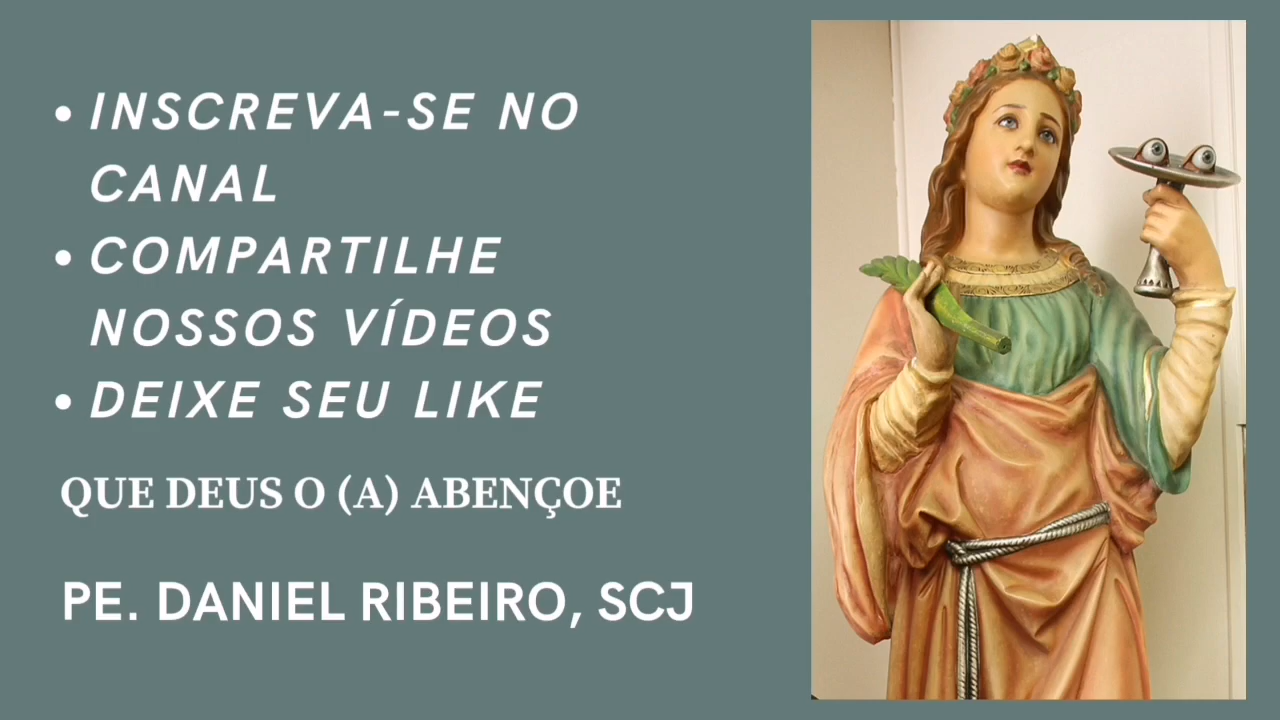 • INSCREVA-SE NO
CANAL
• COMPARTILHE
NOSSOS VÍDEOS
• DEIXE SEU LIKE
QUE DEUS O (A) ABENÇOE
PE. DANIEL RIBEIRO, SCJ